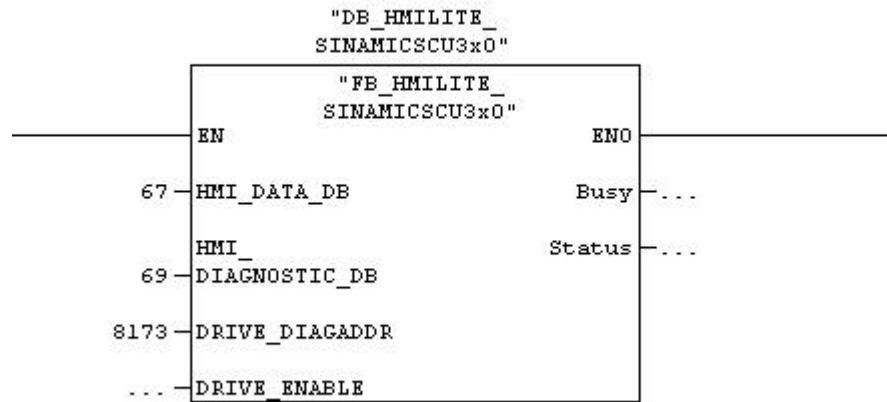 "DB_HMILITE_
SINAMICSCU3x0"
"FB_HMILITE_
SINAMICSCU3x0"
EN ENO
67 HMI_DATA_DB Busy ...
HMI_ Status ...
69 DIAGNOSTIC_DB
8173 DRIVE_DIAGADDR
... DRIVE_ENABLE